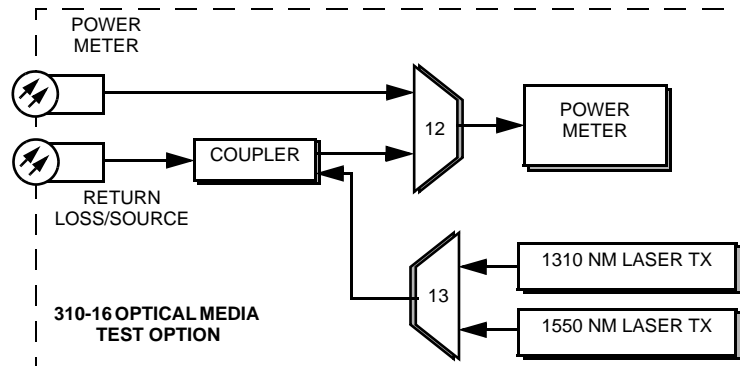 POWER
METER
12
POWER
METER
COUPLER
RETURN
LOSS/SOURCE
1310 NM LASER TX
13
1550 NM LASER TX
310-16 OPTICAL MEDIA
TEST OPTION